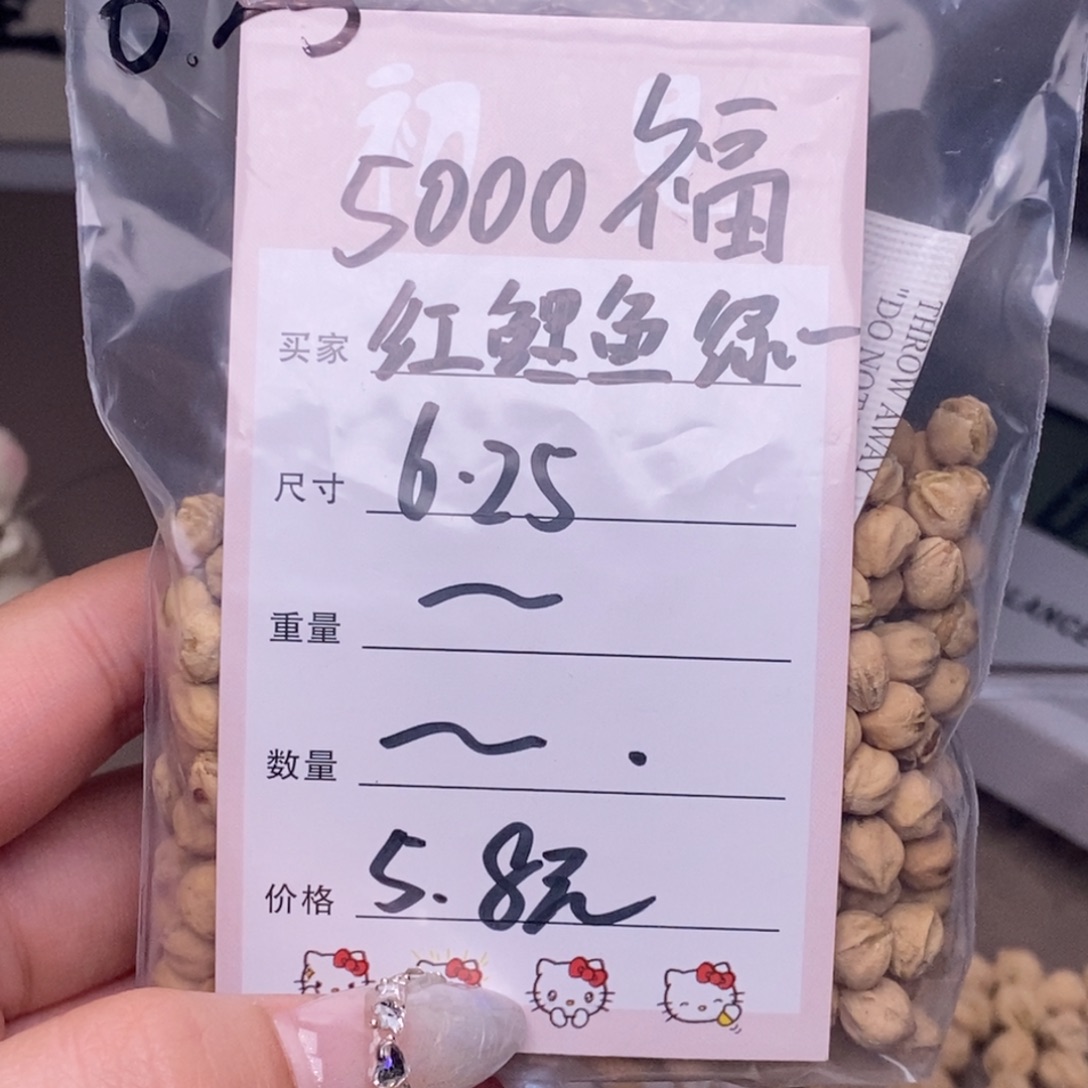 5000福
买家 红鲤鱼绿一
尺寸 6.25
重量 ～
数量 ～ .
价格 5.8元
THROW AWAY
"DO NOT
LANCE